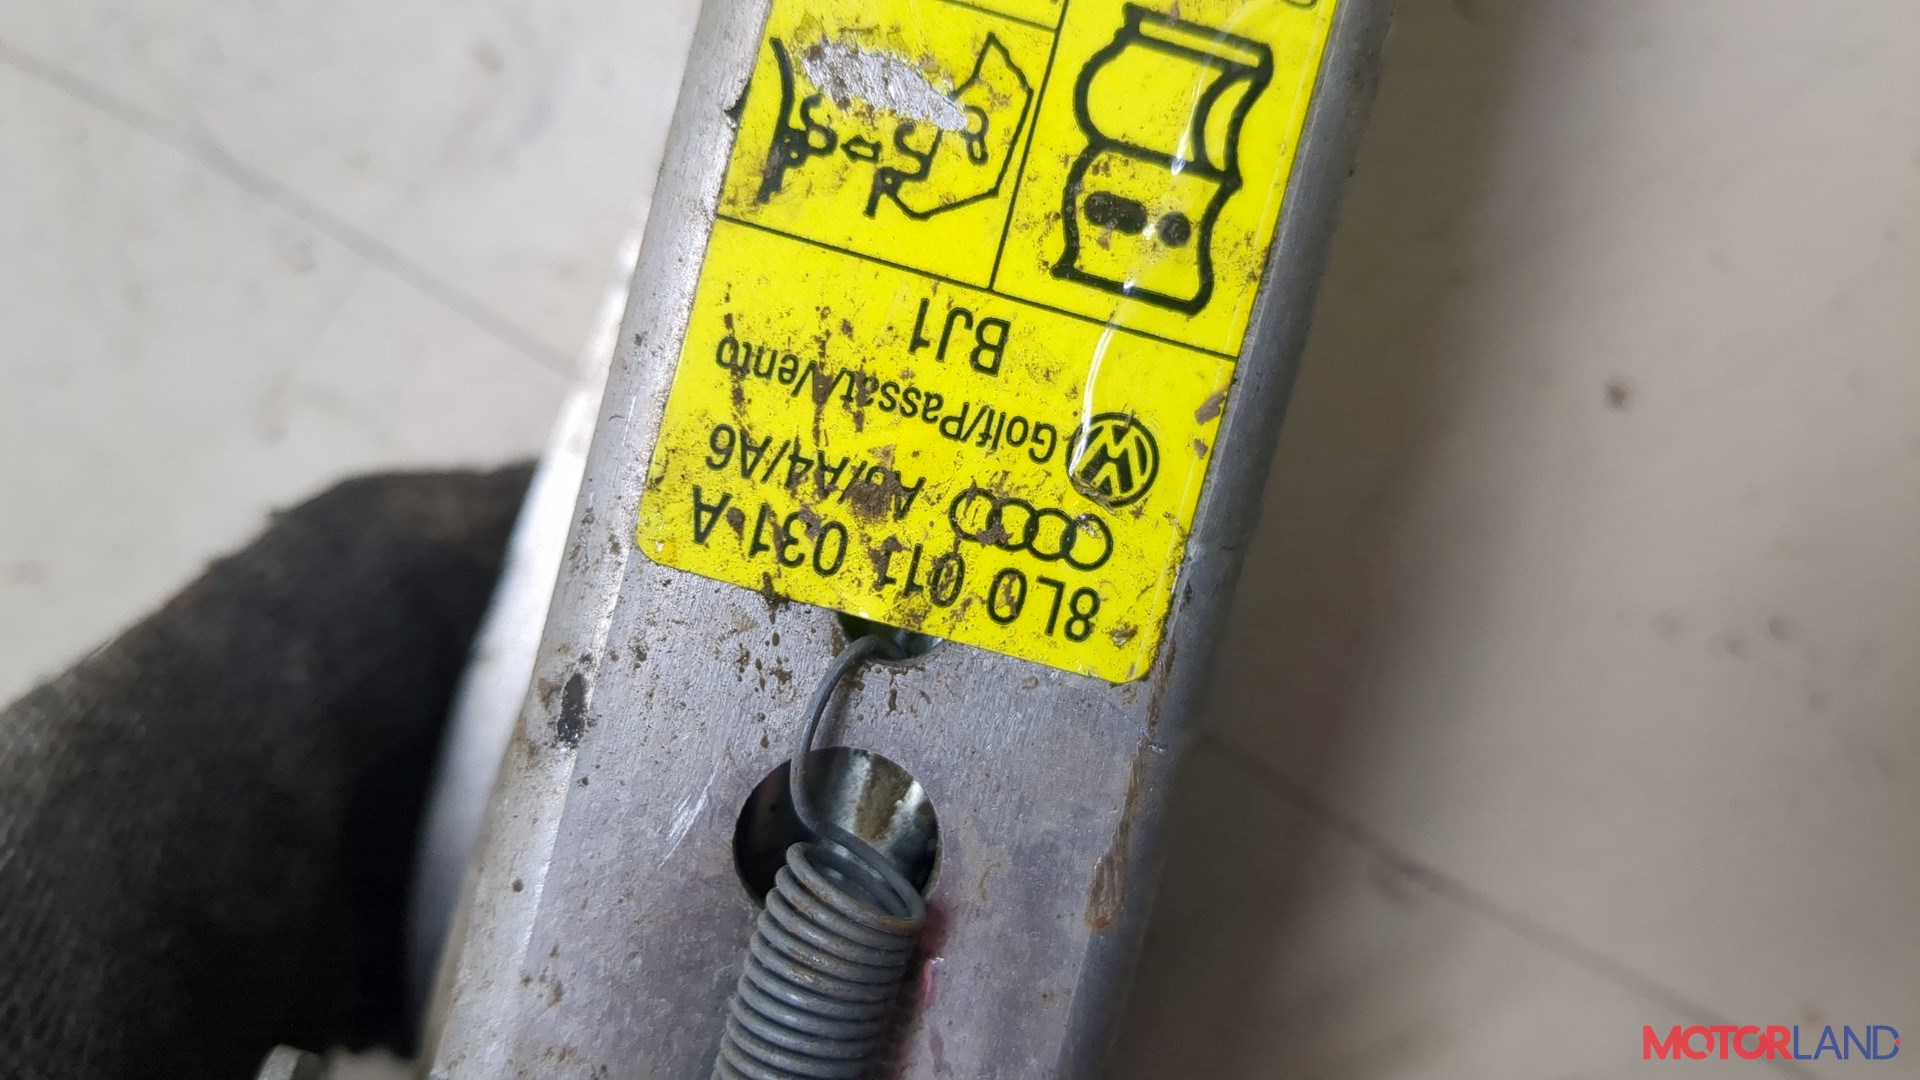 8L0 011 031 A
A3/A4/A6
Golf/Passat/Vento
BJ1
MOTORLAND